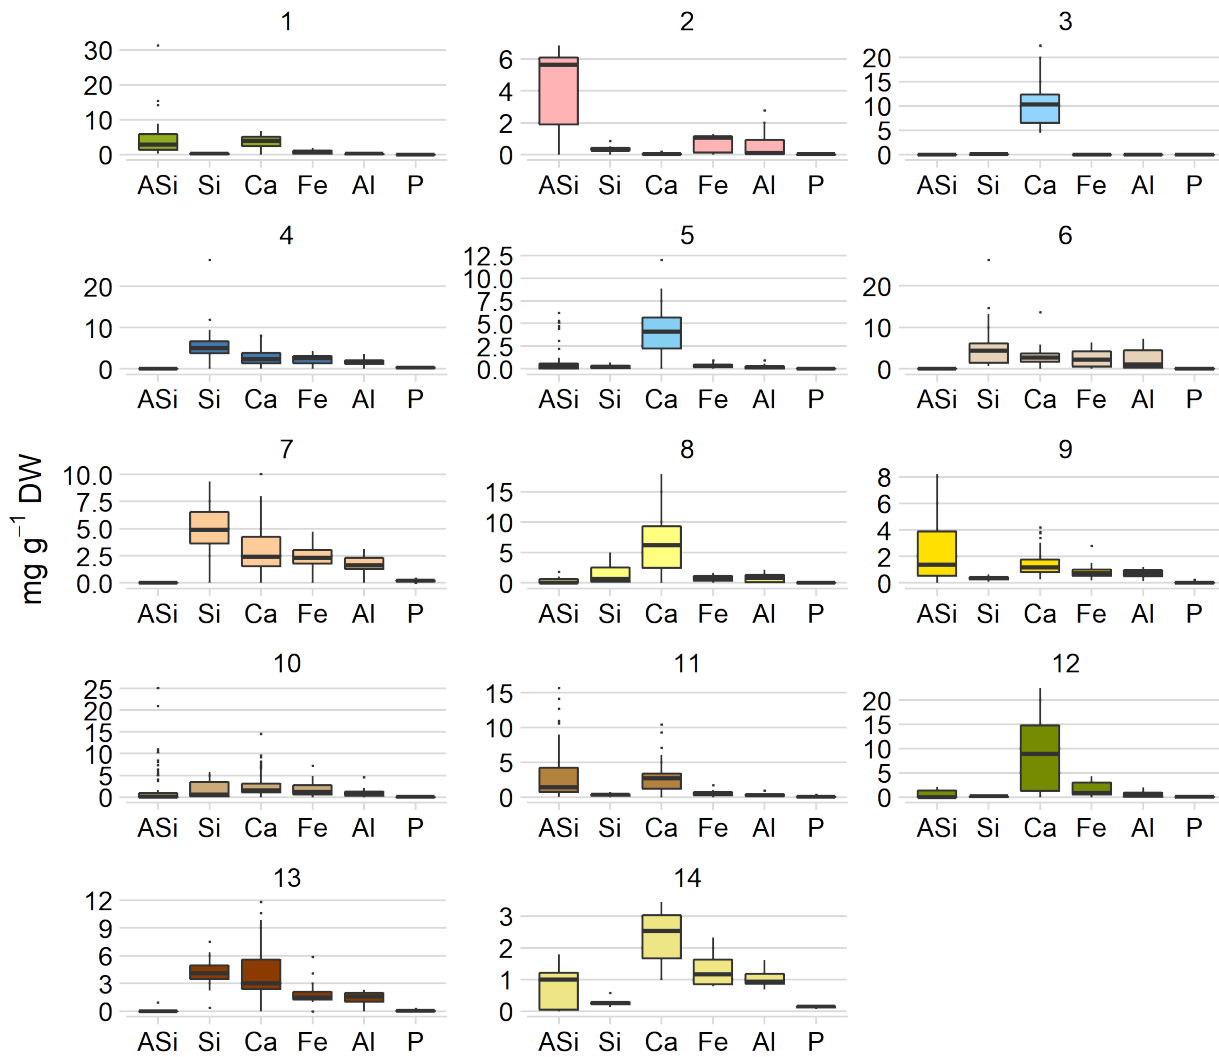 1 2 3
30 20 10 0
6 4 2 0
20 15 10 5 0
ASi Si Ca Fe Al P ASi Si Ca Fe Al P ASi Si Ca Fe Al P
4 5 6
20 10 0
12.5 10.0 7.5 5.0 2.5 0.0
20 10 0
ASi Si Ca Fe Al P ASi Si Ca Fe Al P ASi Si Ca Fe Al P
mg g⁻¹ DW
7 8 9
10.0 7.5 5.0 2.5 0.0
15 10 5 0
8 6 4 2 0
ASi Si Ca Fe Al P ASi Si Ca Fe Al P ASi Si Ca Fe Al P
10 11 12
25 20 15 10 5 0
15 10 5 0
20 15 10 5 0
ASi Si Ca Fe Al P ASi Si Ca Fe Al P ASi Si Ca Fe Al P
13 14
12 9 6 3 0
3 2 1 0
ASi Si Ca Fe Al P ASi Si Ca Fe Al P